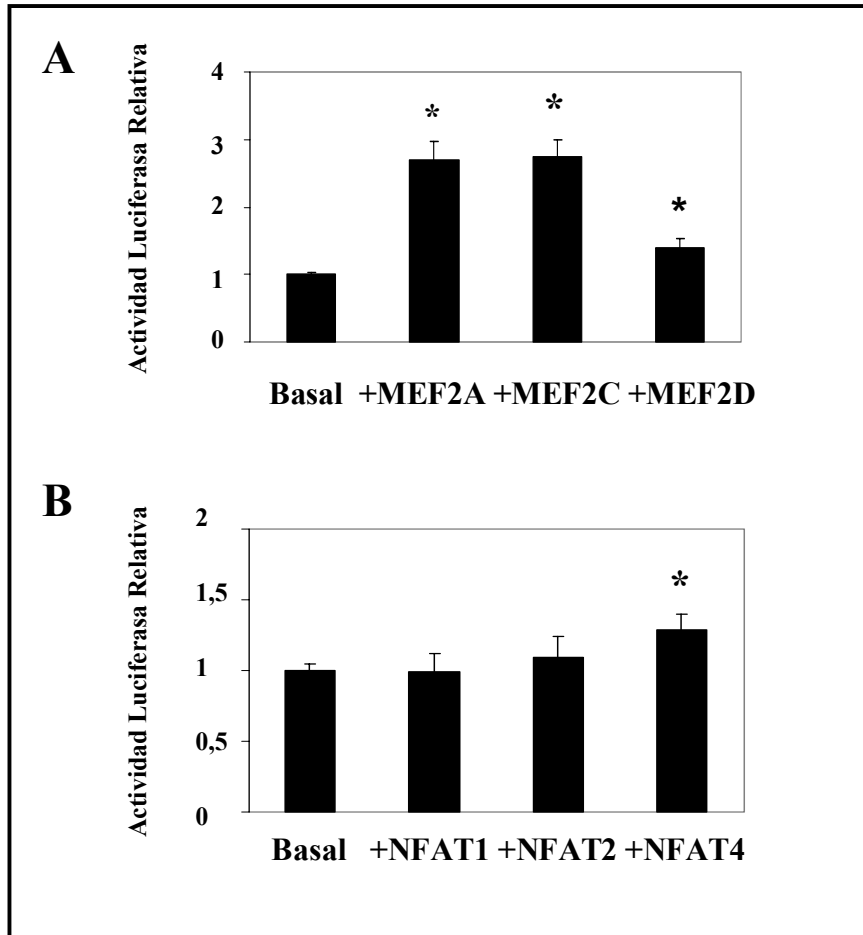 A
Actividad Luciferasa Relativa
4
3
2
1
0
*
*
*
Basal +MEF2A +MEF2C +MEF2D
B
Actividad Luciferasa Relativa
2
1,5
1
0,5
0
*
Basal +NFAT1 +NFAT2 +NFAT4